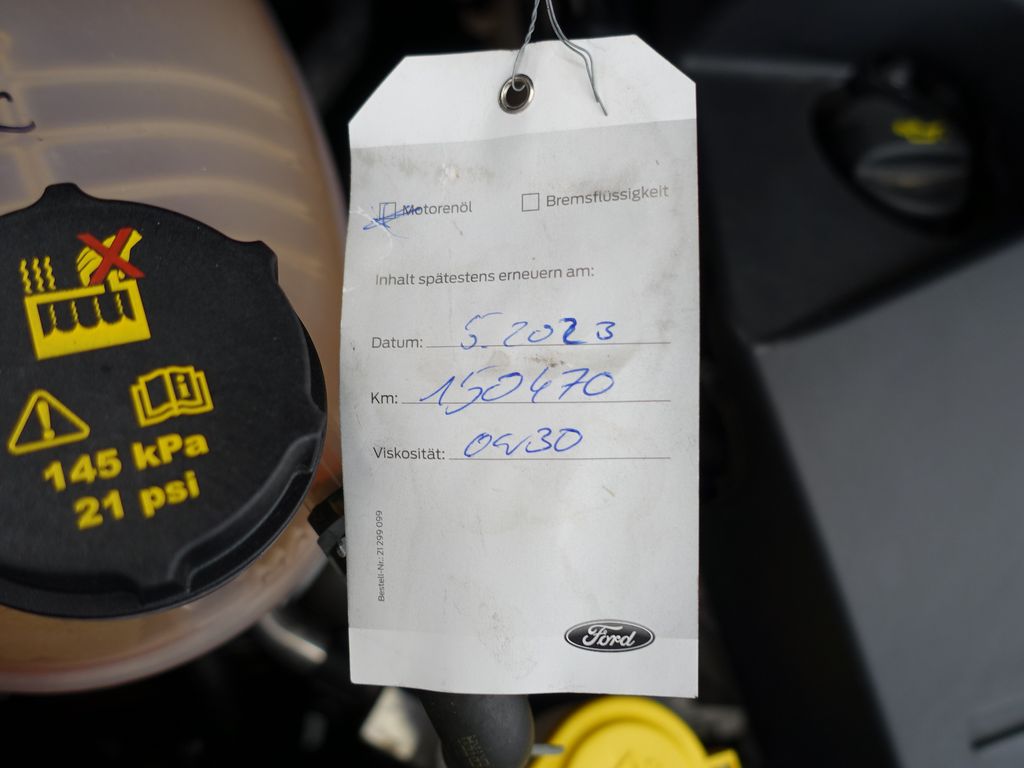 Motorenöl
Bremsflüssigkeit
Inhalt spätestens erneuern am:
Datum: 5.2023
Km: 150470
Viskosität: 0W30
Bestell-Nr.: 21 299 099
Ford
145 kPa
21 psi